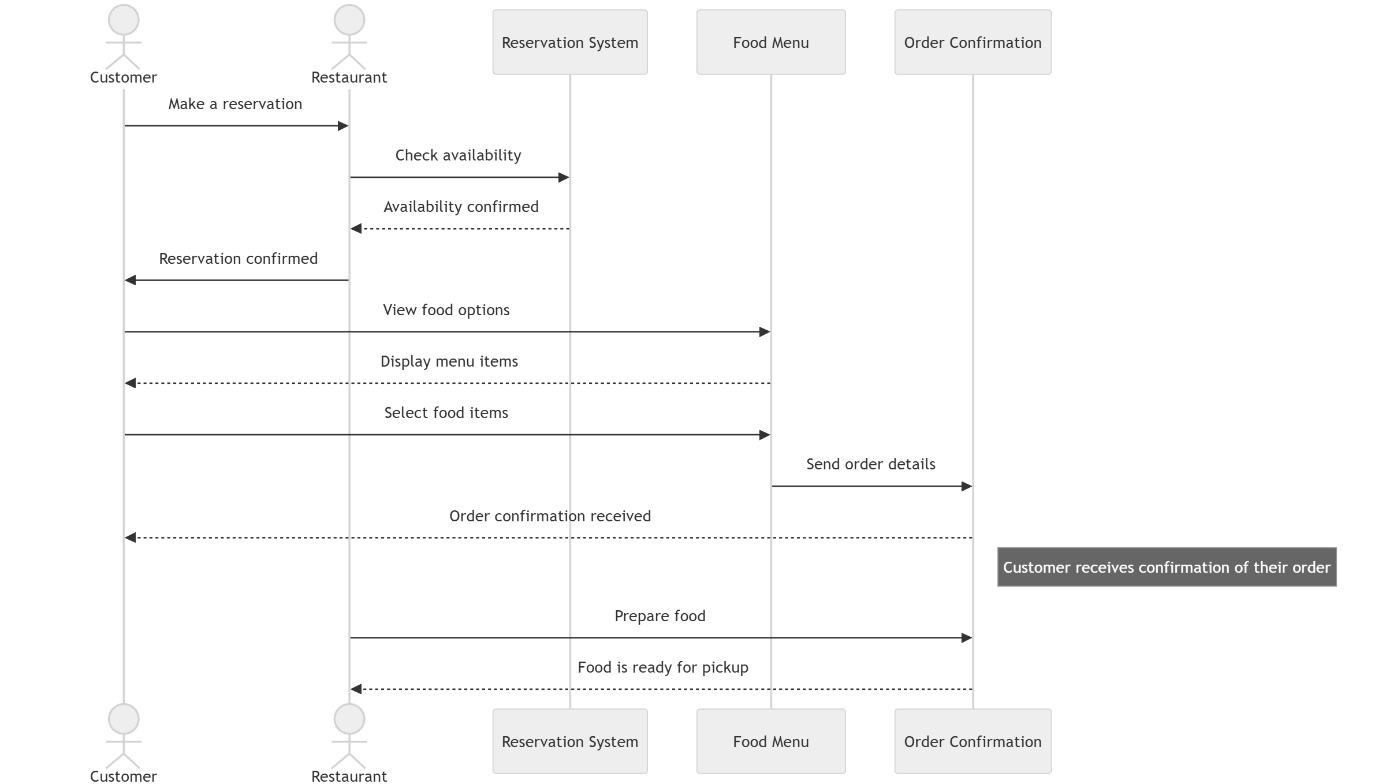 Customer
Restaurant
Reservation System
Food Menu
Order Confirmation
Make a reservation
Check availability
Availability confirmed
Reservation confirmed
View food options
Display menu items
Select food items
Send order details
Order confirmation received
Customer receives confirmation of their order
Prepare food
Food is ready for pickup
Customer
Restaurant
Reservation System
Food Menu
Order Confirmation